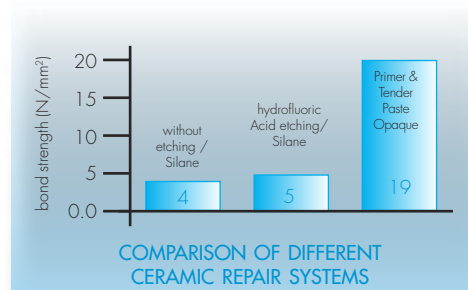 bond strength (N/mm²)
20
15
10
5
0.0
without
etching /
Silane
4
hydrofluoric
Acid etching/
Silane
5
Primer &
Tender
Paste
Opaque
19
COMPARISON OF DIFFERENT
CERAMIC REPAIR SYSTEMS